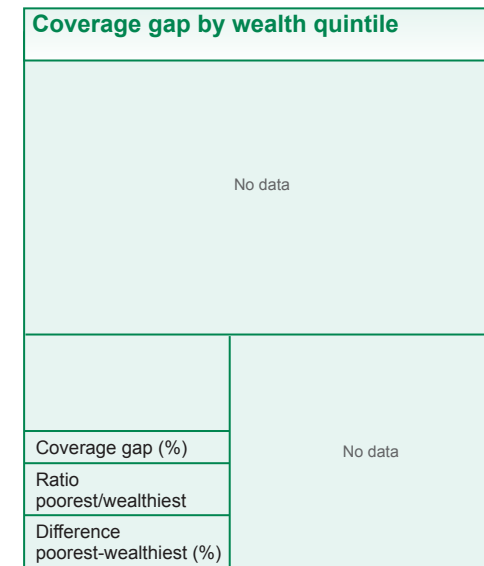 Coverage gap by wealth quintile
No data
Coverage gap (%)
No data
Ratio
poorest/wealthiest
Difference
poorest-wealthiest (%)